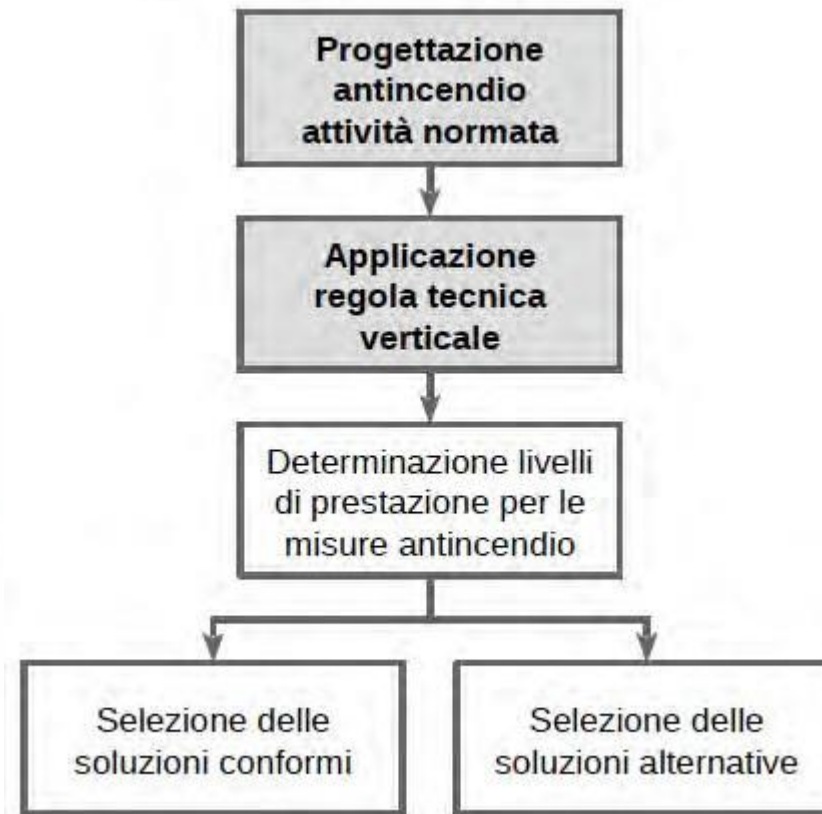 Progettazione
antincendio
attività normata
Applicazione
regola tecnica
verticale
Determinazione livelli
di prestazione per le
misure antincendio
Selezione delle
soluzioni conformi
Selezione delle
soluzioni alternative